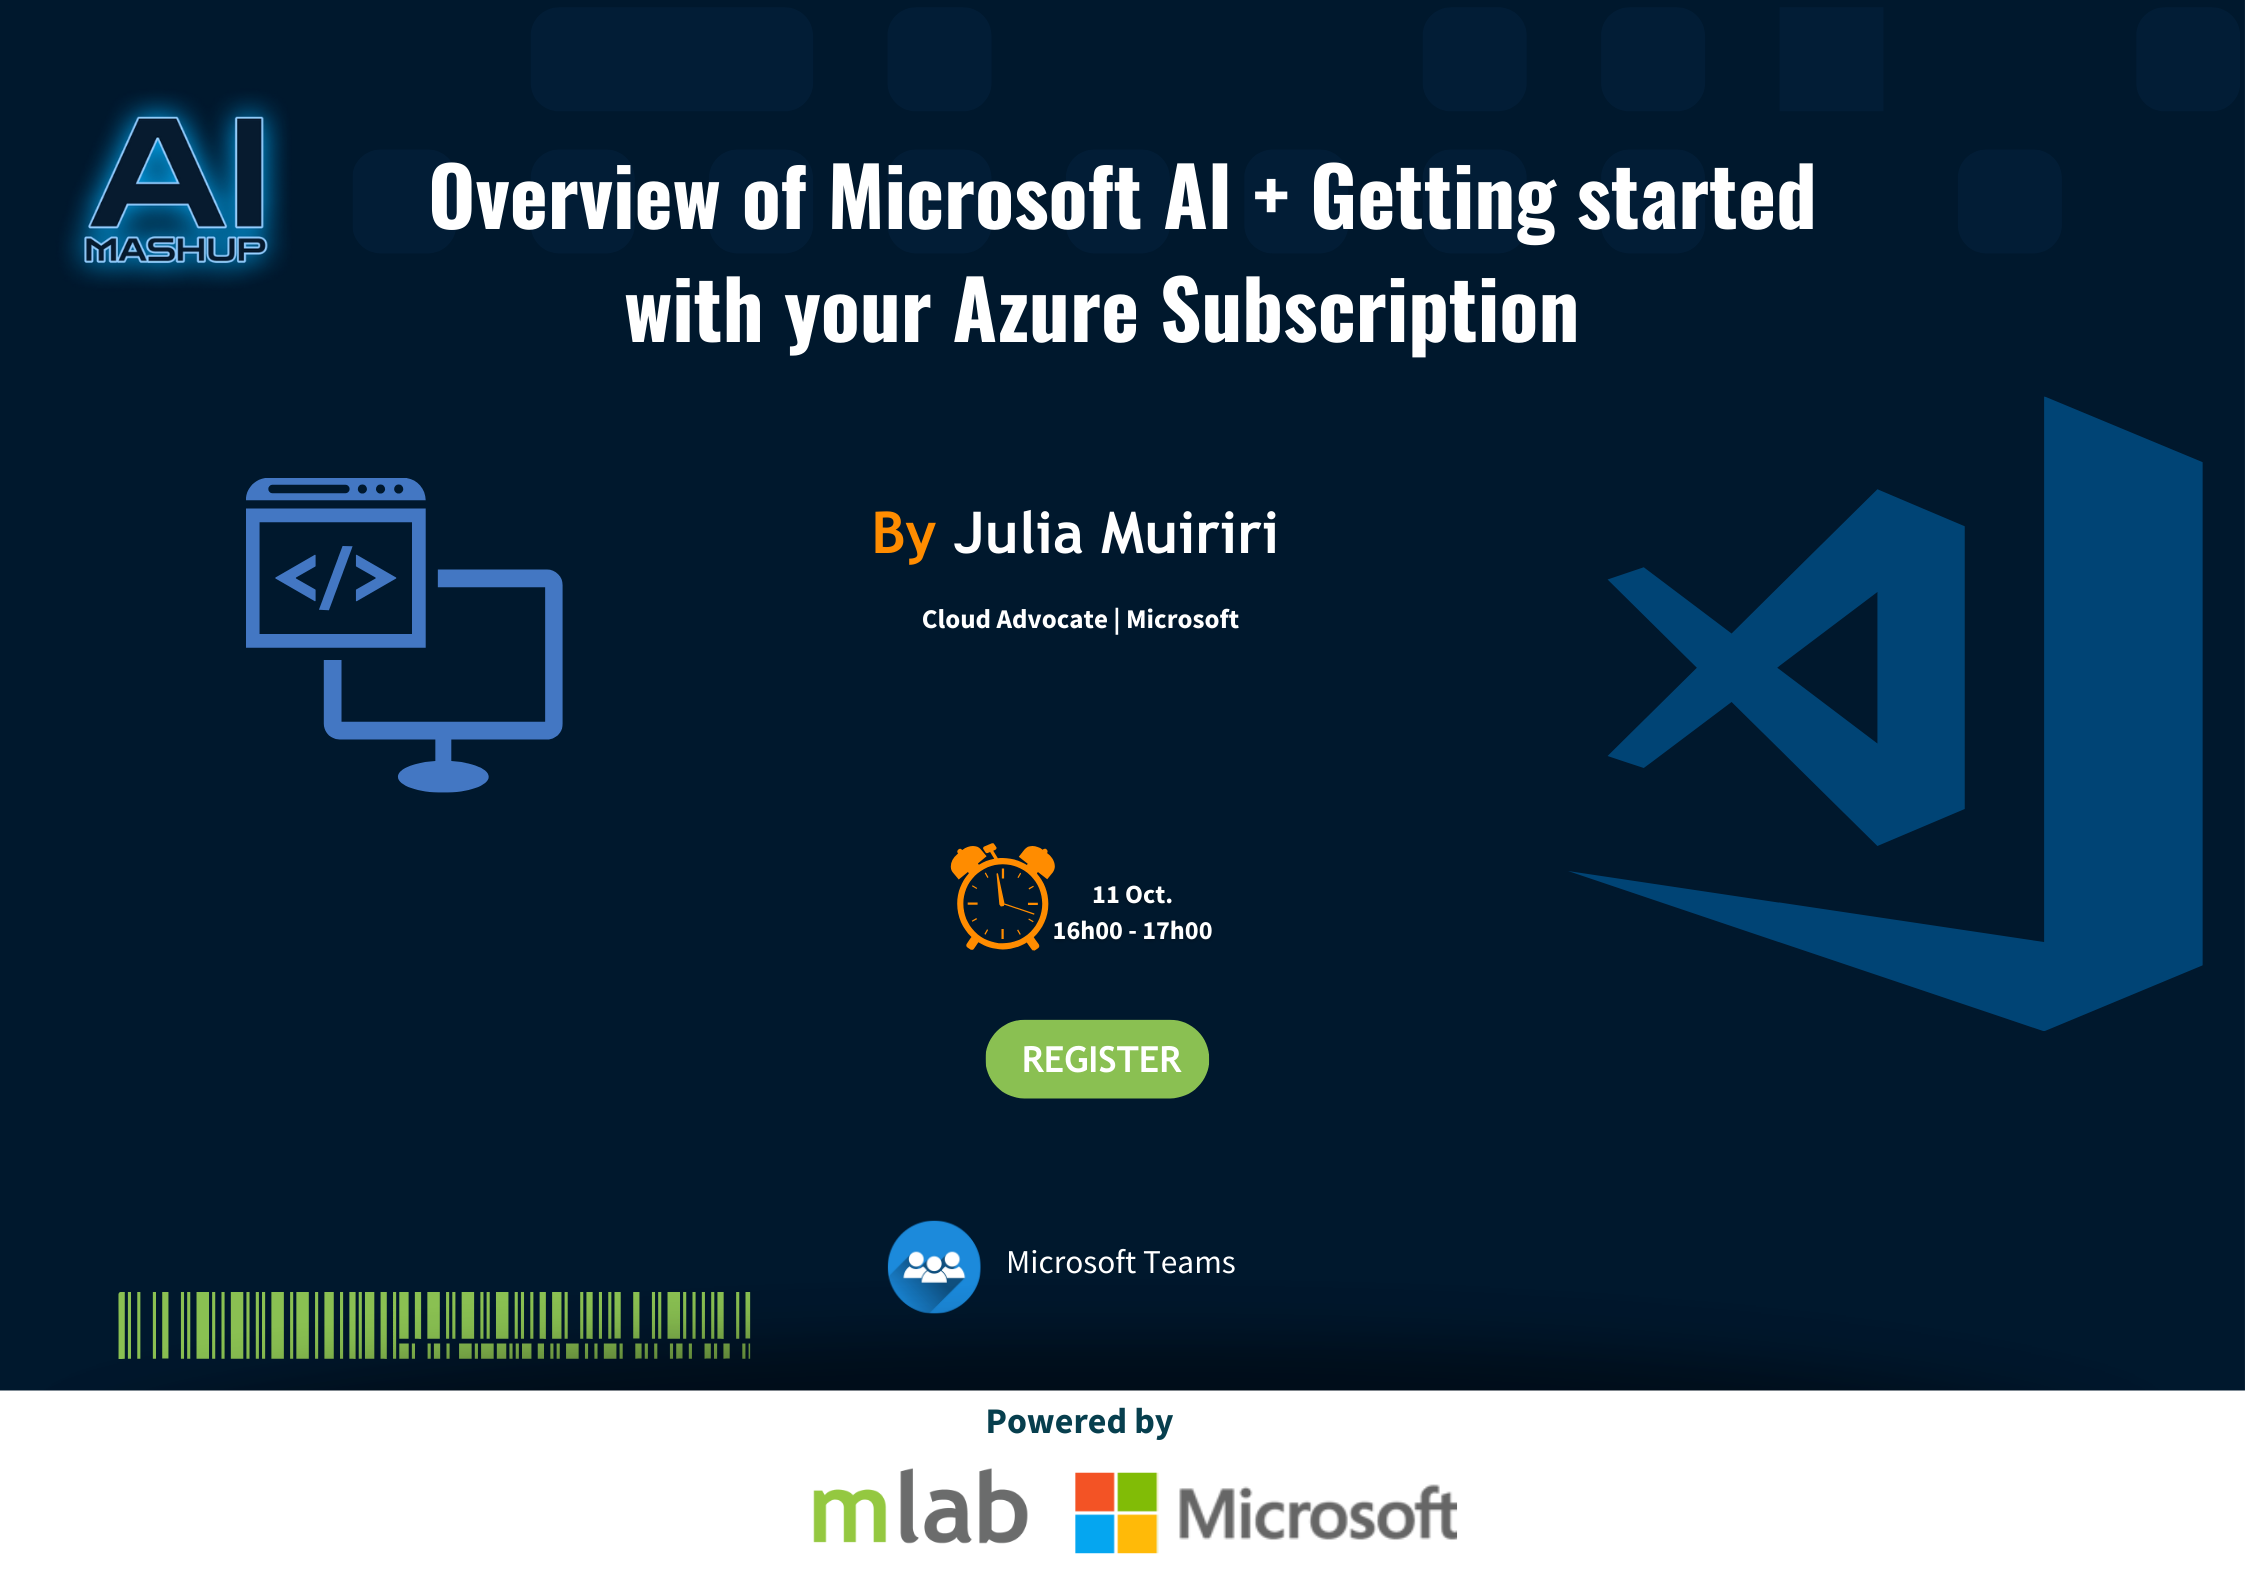 AI
MASHUP
Overview of Microsoft AI + Getting started
with your Azure Subscription
</>
By Julia Muiriri
Cloud Advocate | Microsoft
11 Oct.
16h00 - 17h00
REGISTER
Microsoft Teams
Powered by
mlab Microsoft